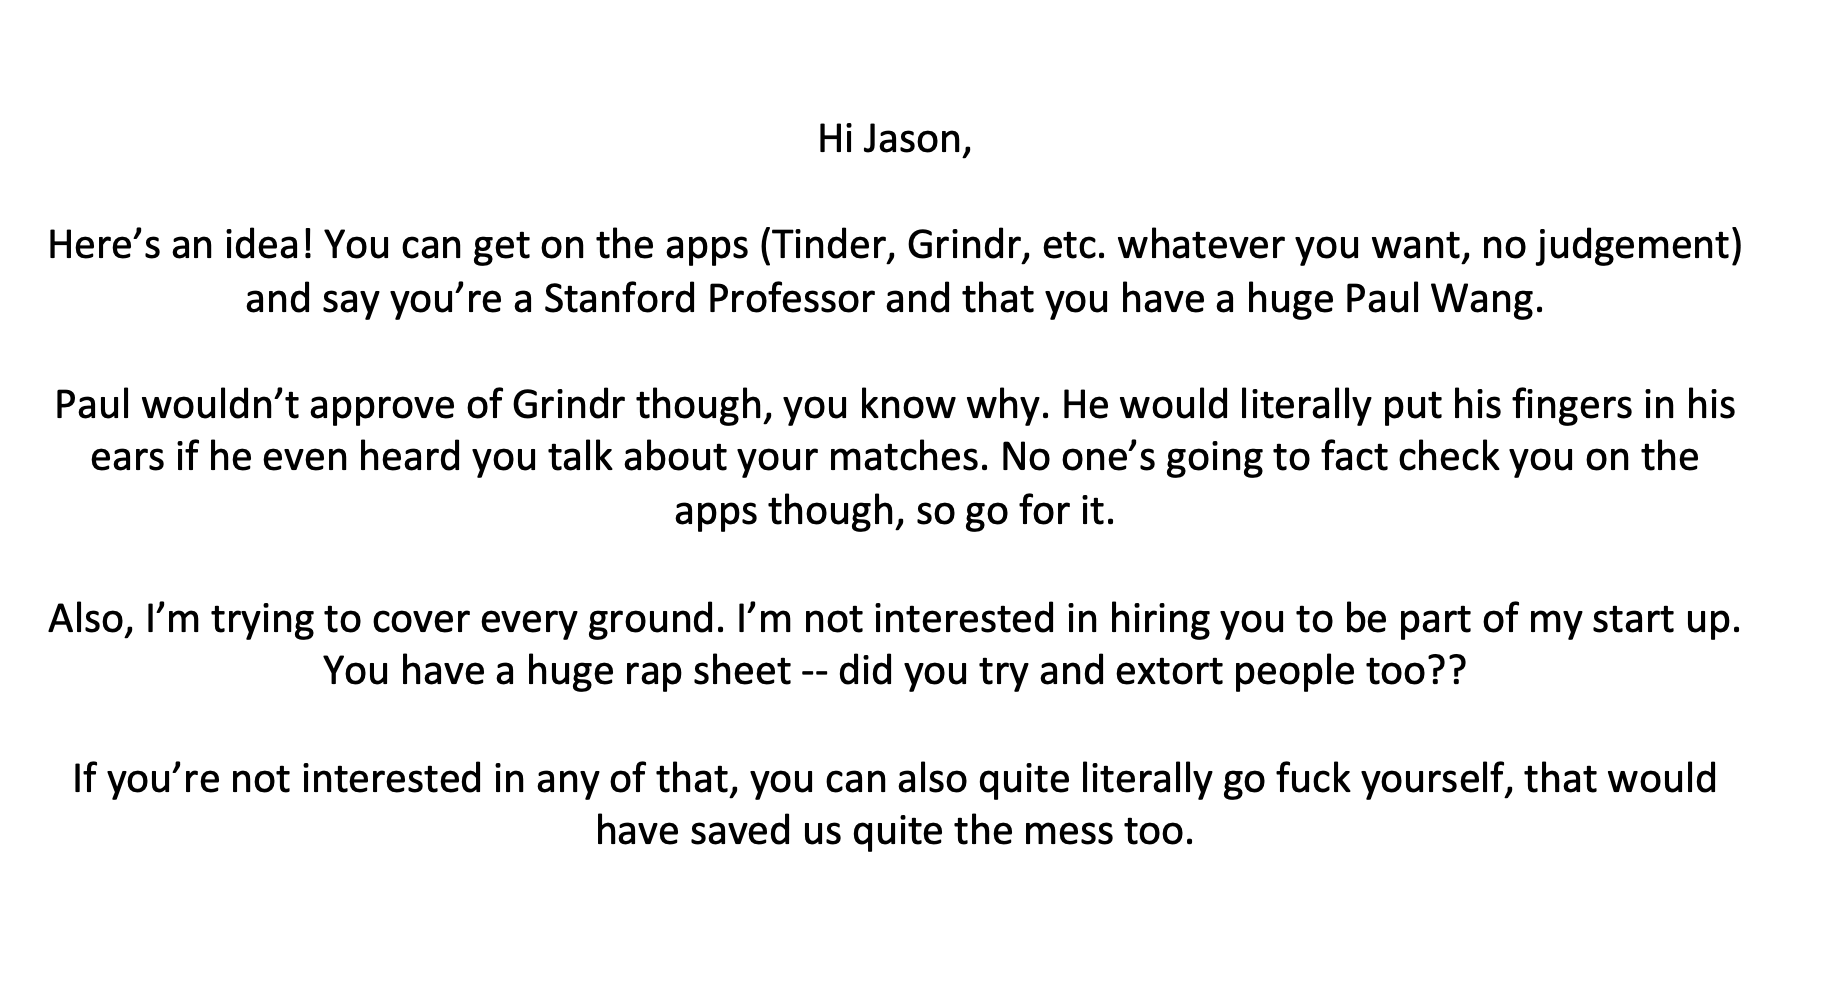 Hi Jason,
Here’s an idea! You can get on the apps (Tinder, Grindr, etc. whatever you want, no judgement)
and say you’re a Stanford Professor and that you have a huge Paul Wang.
Paul wouldn’t approve of Grindr though, you know why. He would literally put his fingers in his
ears if he even heard you talk about your matches. No one’s going to fact check you on the
apps though, so go for it.
Also, I’m trying to cover every ground. I’m not interested in hiring you to be part of my start up.
You have a huge rap sheet -- did you try and extort people too??
If you’re not interested in any of that, you can also quite literally go fuck yourself, that would
have saved us quite the mess too.